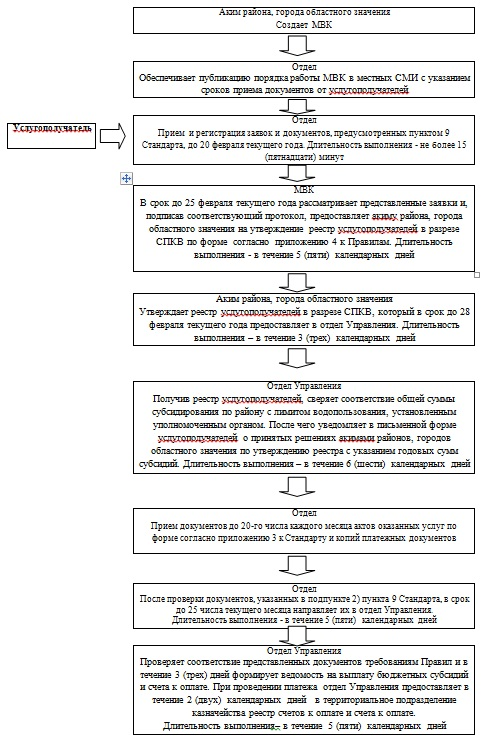 Аким района, города областного значения
Создает МВК
Отдел
Обеспечивает публикацию порядка работы МВК в местных СМИ с указанием
сроков приема документов от услугополучателей
Услугополучатель
Отдел
Прием и регистрация заявок и документов, предусмотренных пунктом 9
Стандарта, до 20 февраля текущего года. Длительность выполнения - не более 15
(пятнадцати) минут
МВК
В срок до 25 февраля текущего года рассматривает представленные заявки и,
подписав соответствующий протокол, предоставляет акиму района, города
областного значения на утверждение реестр услугополучателей в разрезе
СПКВ по форме согласно приложению 4 к Правилам. Длительность
выполнения - в течение 5 (пяти) календарных дней
Аким района, города областного значения
Утверждает реестр услугополучателей в разрезе СПКВ, который в срок до 28
февраля текущего года предоставляет в отдел Управления. Длительность
выполнения – в течение 3 (трех) календарных дней
Отдел Управления
Получив реестр услугополучателей, сверяет соответствие общей суммы
субсидирования по району с лимитом водопользования, установленным
уполномоченным органом. После чего уведомляет в письменной форме
услугополучателей о принятых решениях акимами районов, городов
областного значения по утверждению реестра с указанием годовых сумм
субсидий. Длительность выполнения – в течение 6 (шести) календарных дней
Отдел
Прием документов до 20-го числа каждого месяца актов оказанных услуг по
форме согласно приложению 3 к Стандарту и копий платежных документов
Отдел
После проверки документов, указанных в подпункте 2) пункта 9 Стандарта, в срок
до 25 числа текущего месяца направляет их в отдел Управления.
Длительность выполнения - в течение 5 (пяти) календарных дней
Отдел Управления
Проверяет соответствие представленных документов требованиям Правил и в
течение 3 (трех) дней формирует ведомость на выплату бюджетных субсидий
и счета к оплате. При проведении платежа отдел Управления предоставляет в
течение 2 (двух) календарных дней в территориальное подразделение
казначейства реестр счетов к оплате и счета к оплате.
Длительность выполнения – в течение 5 (пяти) календарных дней